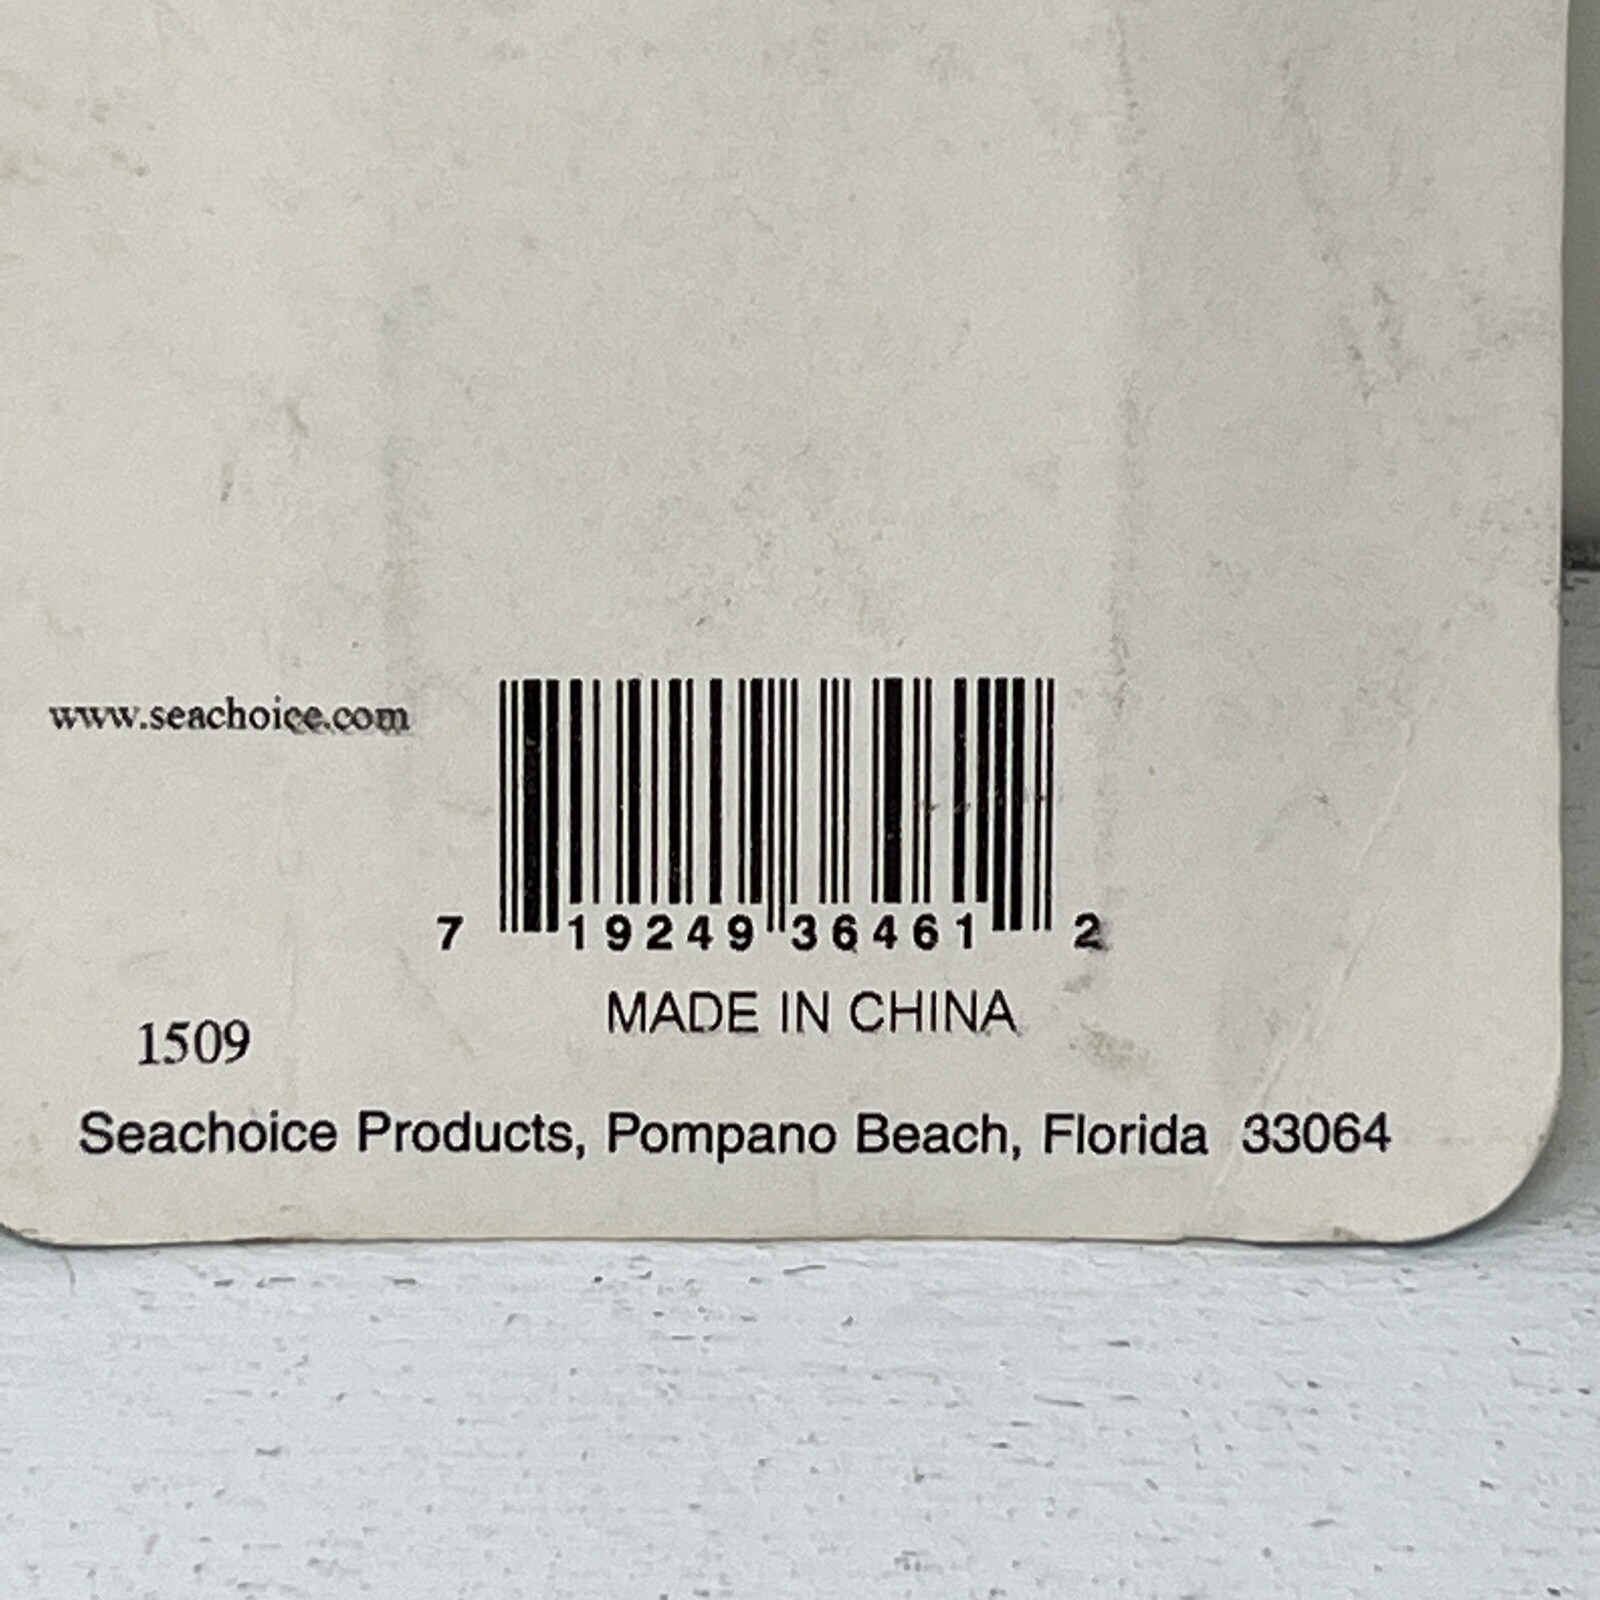 www.seachoice.com
7 19249 36461 2
MADE IN CHINA
1509
Seachoice Products, Pompano Beach, Florida 33064